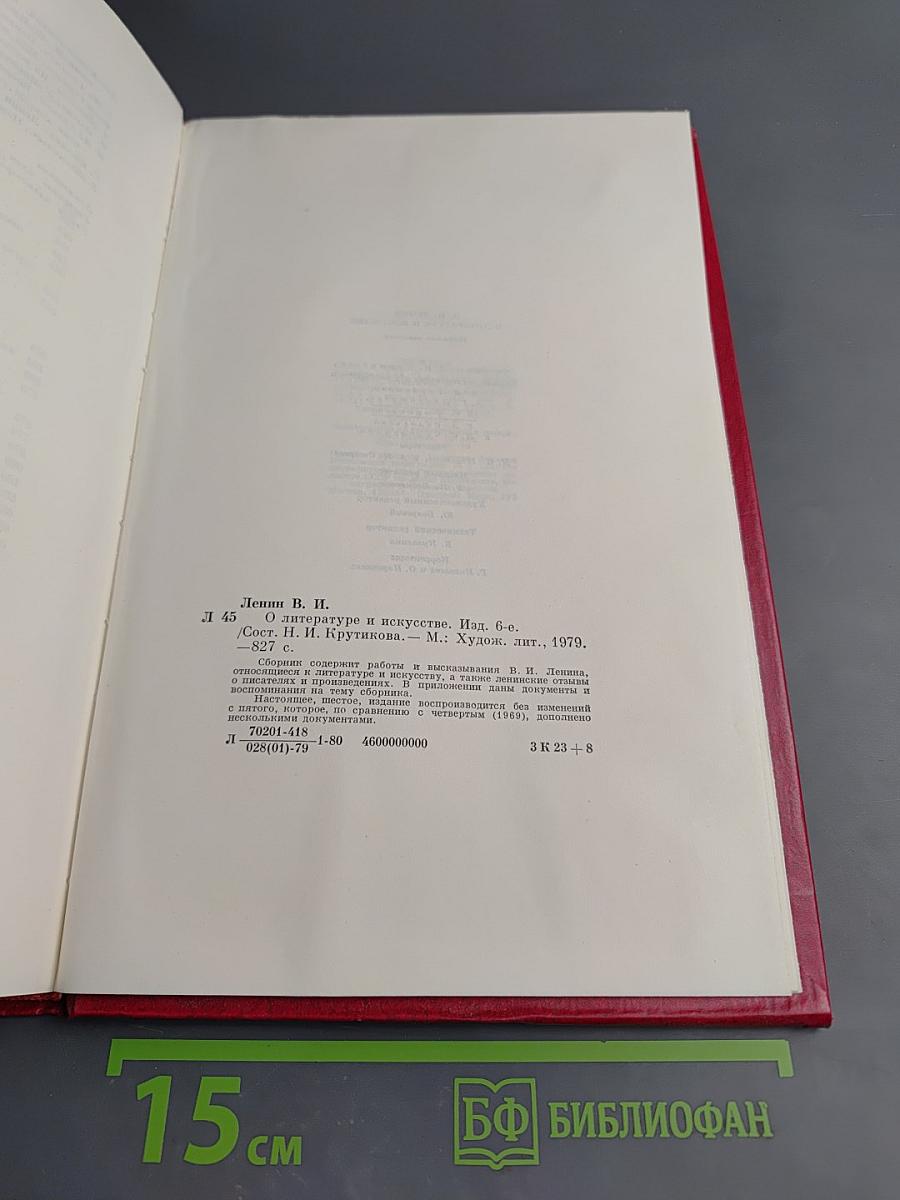 Ленин В. И.
Л 45 О литературе и искусстве. Изд. 6-е.
/Сост. Н. И. Крутикова.— М.: Худож. лит., 1979.
—827 с.
Сборник содержит работы и высказывания В. И. Ленина,
относящиеся к литературе и искусству, а также ленинские отзывы
о писателях и произведениях. В приложении даны документы и
воспоминания на тему сборника.
Настоящее, шестое, издание воспроизводится без изменений
с пятого, которое, по сравнению с четвертым (1969), дополнено
несколькими документами.
70201-418
Л 1-80 4600000000 3 К 23 + 8
028(01)-79
15 см
БФ БИБЛИОФАН